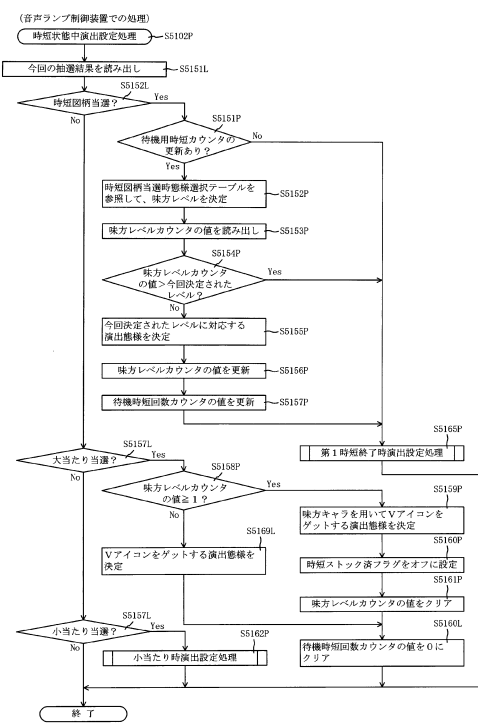 (音声ランプ制御装置での処理)
時短状態中演出設定処理
S5102P
今回の抽選結果を読み出し
S5151L
S5152L
時短図柄当選?
Yes
No
S5151P
待機用時短カウンタの
更新あり?
No
Yes
時短図柄当選時態様選択テーブルを
参照して、味方レベルを決定
S5152P
味方レベルカウンタの値を読み出し
S5153P
S5154P
味方レベルカウンタ
の値>今回決定された
レベル?
Yes
No
今回決定されたレベルに対応する
演出態様を決定
S5155P
味方レベルカウンタの値を更新
S5156P
待機時短回数カウンタの値を更新
S5157P
S5165P
第1時短終了時演出設定処理
S5157L
大当たり当選?
Yes
No
S5158P
味方レベルカウンタ
の値≧1?
Yes
No
S5159P
味方キャラを用いてVアイコンを
ゲットする演出態様を決定
S5160P
時短ストック済フラグをオフに設定
S5161P
味方レベルカウンタの値をクリア
S5169L
Vアイコンをゲットする演出態様を
決定
S5160L
待機時短回数カウンタの値を0に
クリア
S5157L
小当たり当選?
Yes
No
S5162P
小当たり時演出設定処理
終了